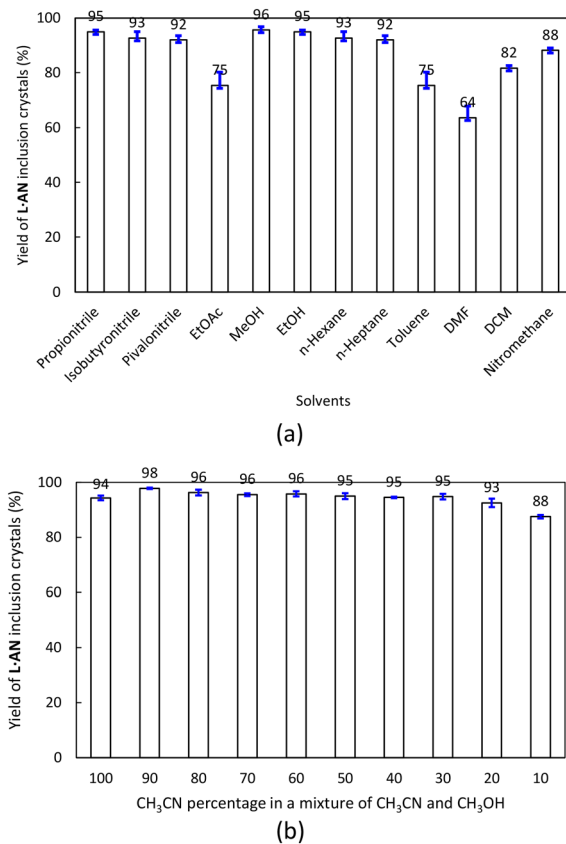 95 93 92 75 96 95 93 92 75 64 82 88
100
80
60
40
20
0
Yield of L·AN inclusion crystals (%)
Propionitrile
Isobutyronitrile
Pivalonitrile
EtOAc
MeOH
EtOH
n-Hexane
n-Heptane
Toluene
DMF
DCM
Nitromethane
Solvents
(a)
94 98 96 96 96 95 95 95 93 88
100
80
60
40
20
0
Yield of L·AN inclusion crystals (%)
100 90 80 70 60 50 40 30 20 10
CH₃CN percentage in a mixture of CH₃CN and CH₃OH
(b)